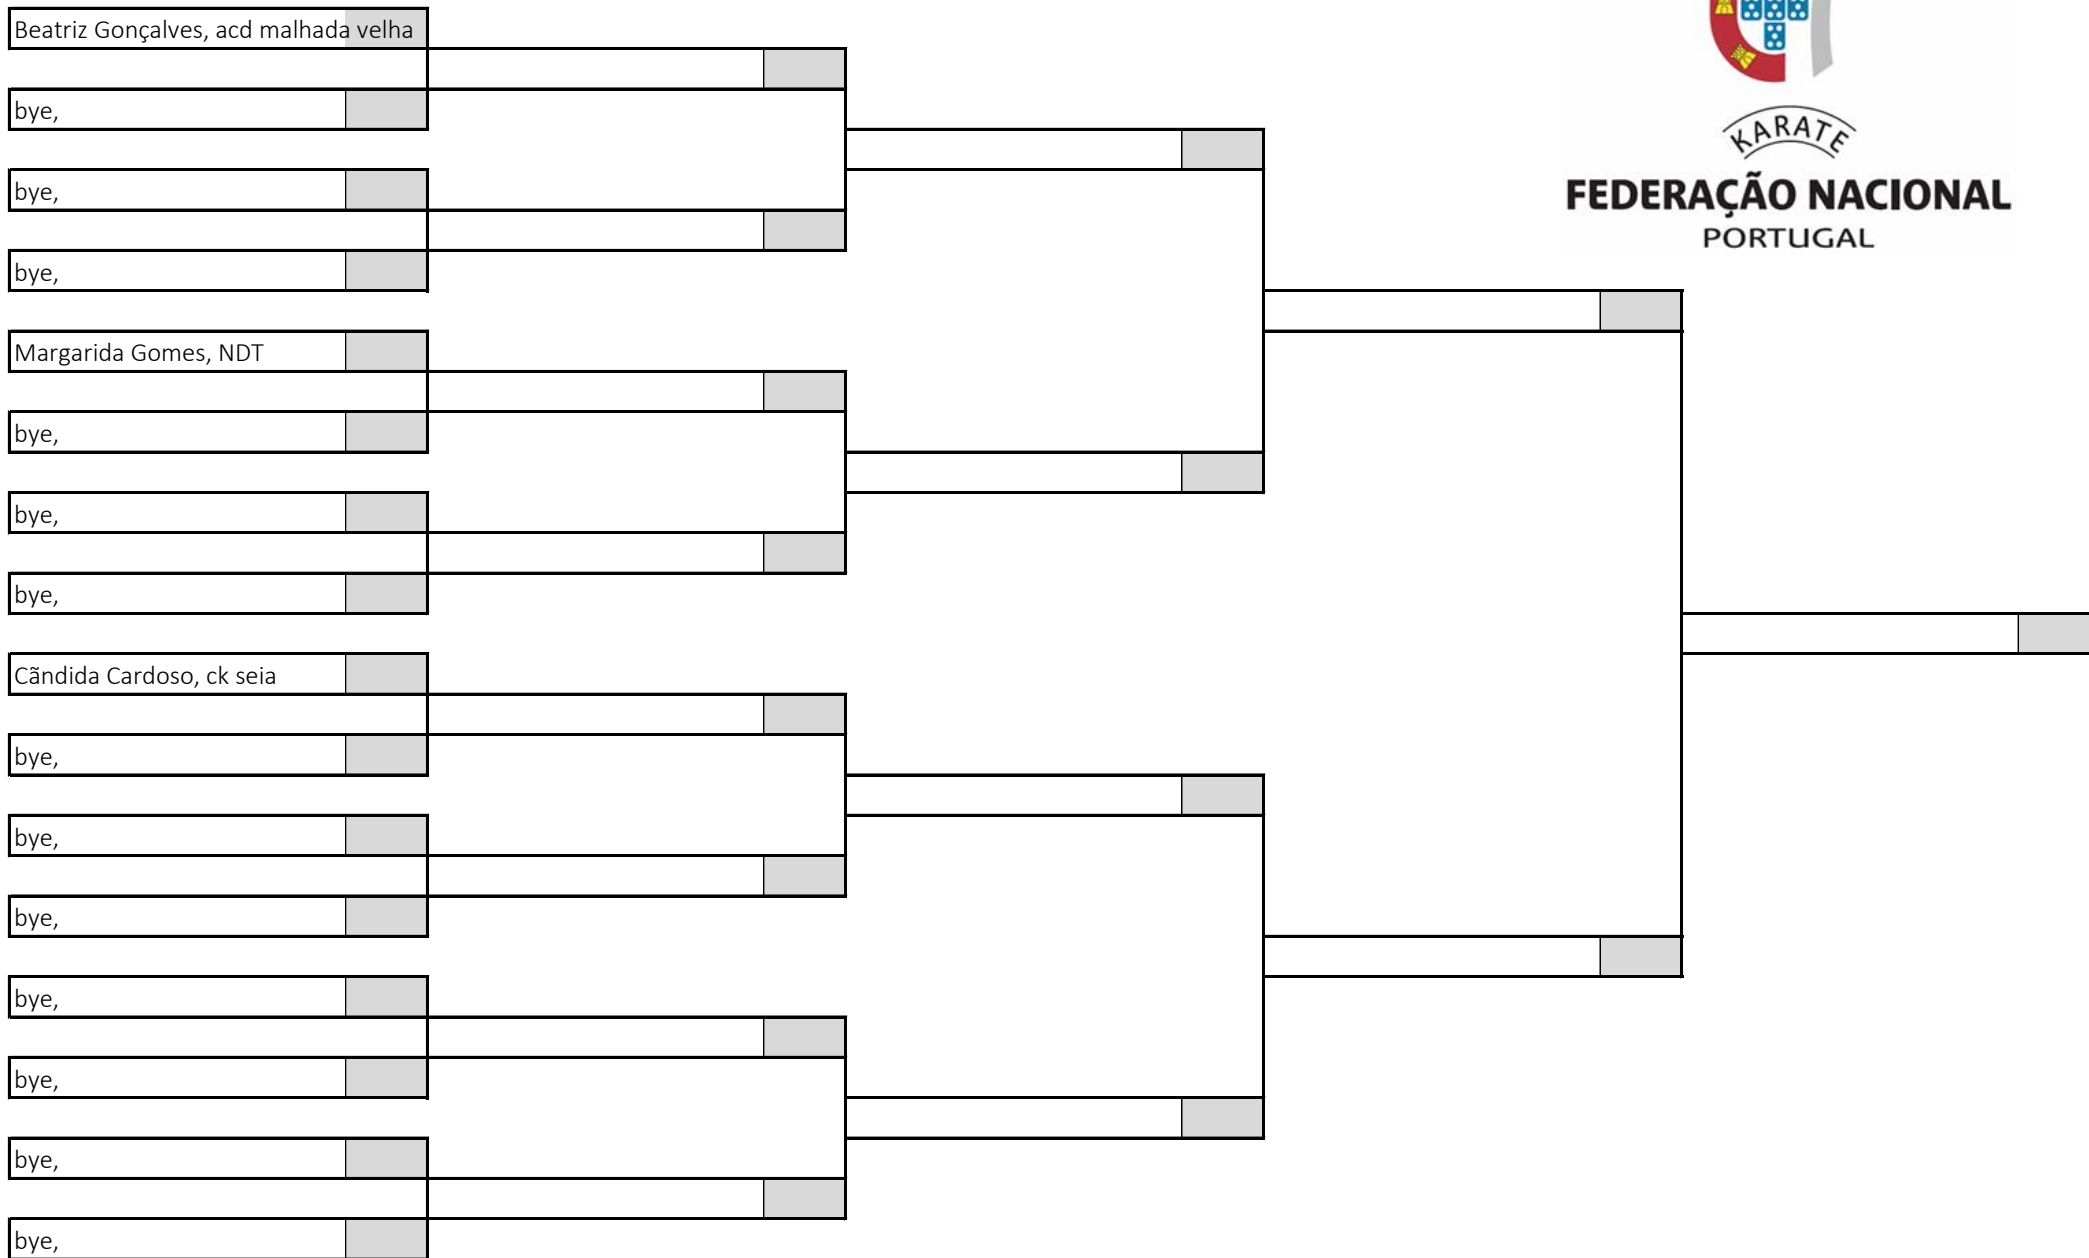 Beatriz Gonçalves, acd malhada velha
bye,
KARATE
bye,
FEDERAÇÃO NACIONAL
PORTUGAL
bye,
Margarida Gomes, NDT
bye,
bye,
bye,
Cãndida Cardoso, ck seia
bye,
bye,
bye,
bye,
bye,
bye,
bye,